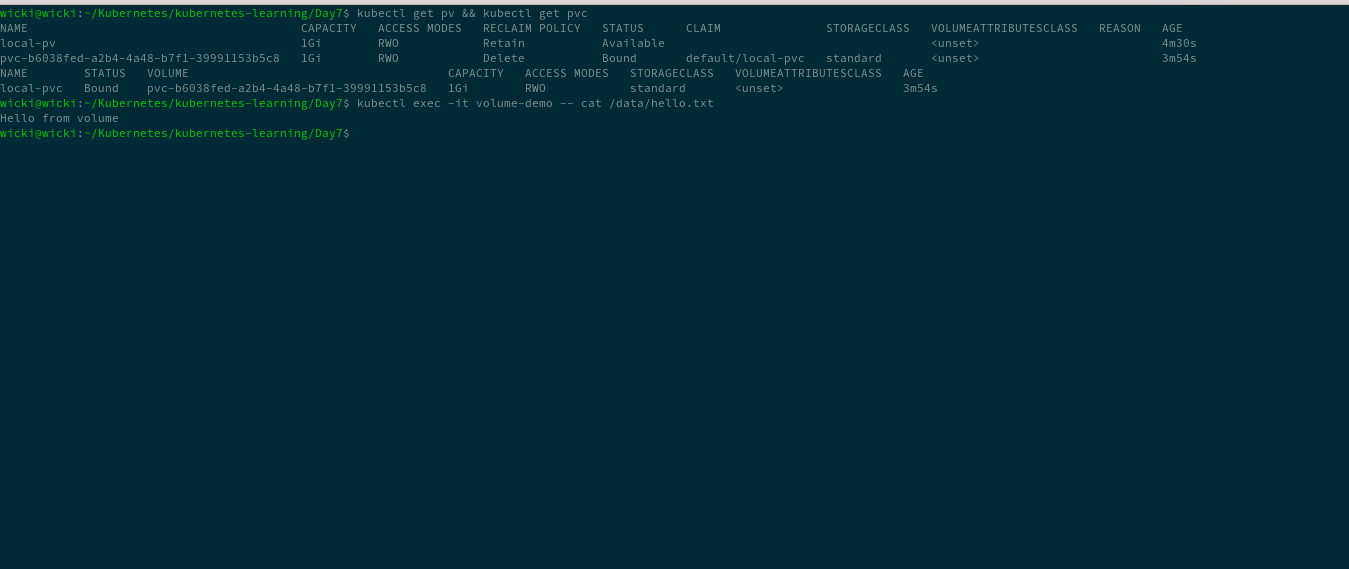 wicki@wicki:~/Kubernetes/kubernetes-learning/Day7$ kubectl get pv && kubectl get pvc
NAME                                       CAPACITY   ACCESS MODES   RECLAIM POLICY   STATUS      CLAIM               STORAGECLASS   VOLUMEATTRIBUTESCLASS   REASON   AGE
local-pv                                   1Gi        RWO            Retain           Available                                      <unset>                          4m30s
pvc-b6038fed-a2b4-4a48-b7f1-39991153b5c8   1Gi        RWO            Delete           Bound       default/local-pvc   standard       <unset>                          3m54s
NAME        STATUS   VOLUME                                     CAPACITY   ACCESS MODES   STORAGECLASS   VOLUMEATTRIBUTESCLASS   AGE
local-pvc   Bound    pvc-b6038fed-a2b4-4a48-b7f1-39991153b5c8   1Gi        RWO            standard       <unset>                 3m54s
wicki@wicki:~/Kubernetes/kubernetes-learning/Day7$ kubectl exec -it volume-demo -- cat /data/hello.txt
Hello from volume
wicki@wicki:~/Kubernetes/kubernetes-learning/Day7$